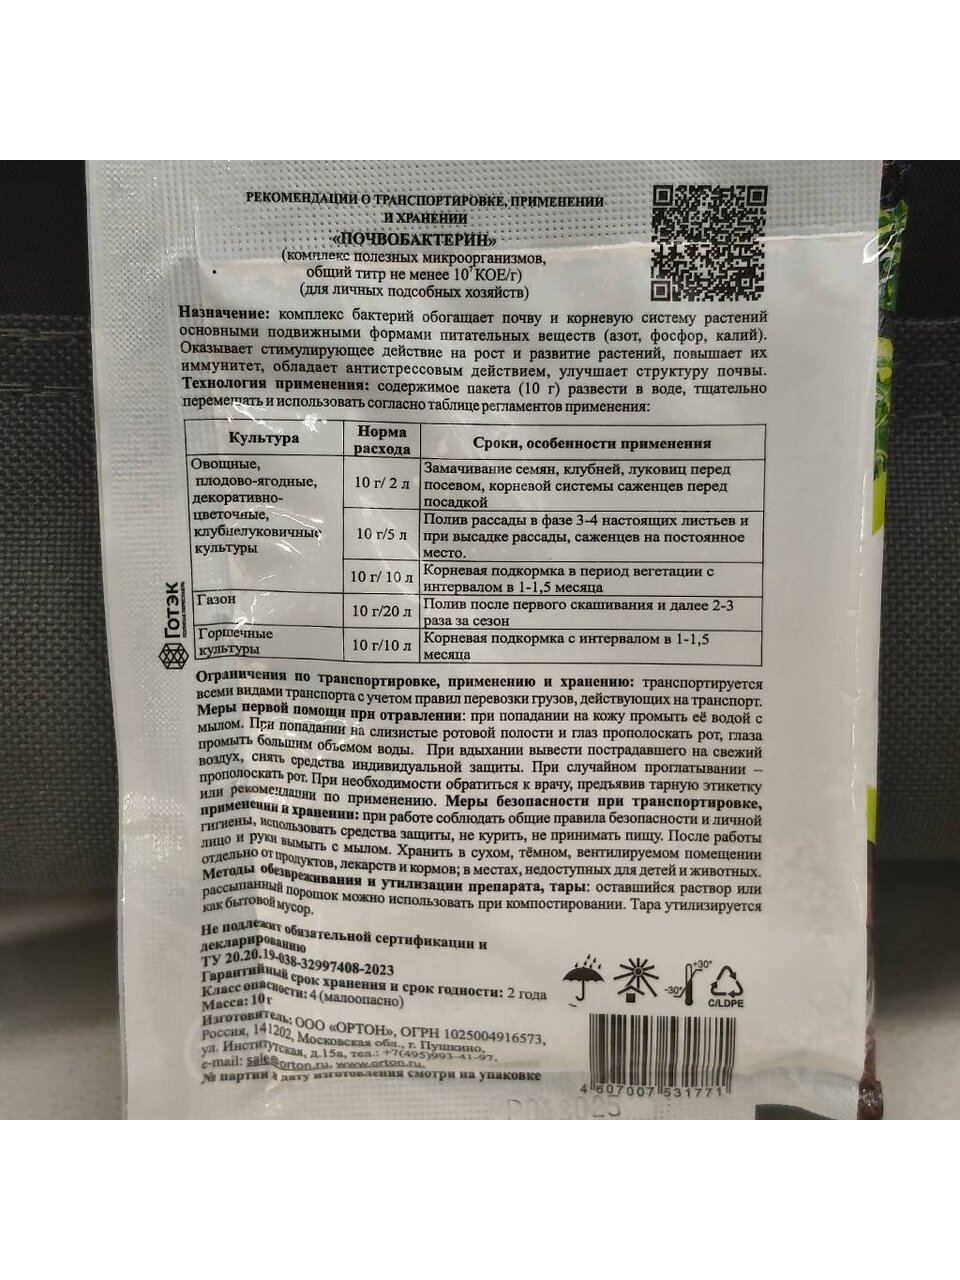 РЕКОМЕНДАЦИИ О ТРАНСПОРТИРОВКЕ, ПРИМЕНЕНИИ
И ХРАНЕНИИ
«ПОЧВОБАКТЕРИН»
(комплекс полезных микроорганизмов,
общий титр не менее 10⁷ КОЕ/г)
(для личных подсобных хозяйств)
Назначение: комплекс бактерий обогащает почву и корневую систему растений
основными подвижными формами питательных веществ (азот, фосфор, калий).
Оказывает стимулирующее действие на рост и развитие растений, повышает их
иммунитет, обладает антистрессовым действием, улучшает структуру почвы.
Технология применения: содержимое пакета (10 г) развести в воде, тщательно
перемешать и использовать согласно таблице регламентов применения:
Культура
Норма
расхода
Сроки, особенности применения
Овощные,
плодово-ягодные,
декоративно-
цветочные,
клубнелуковичные
культуры
10 г/ 2 л
Замачивание семян, клубней, луковиц перед
посевом, корневой системы саженцев перед
посадкой
10 г/5 л
Полив рассады в фазе 3-4 настоящих листьев и
при высадке рассады, саженцев на постоянное
место.
10 г/ 10 л
Корневая подкормка в период вегетации с
интервалом в 1-1,5 месяца
Газон
10 г/20 л
Полив после первого скашивания и далее 2-3
раза за сезон
Горшечные
культуры
10 г/10 л
Корневая подкормка с интервалом в 1-1,5
месяца
Готэк
Ограничения по транспортировке, применению и хранению: транспортируется
всеми видами транспорта с учетом правил перевозки грузов, действующих на транспорт.
Меры первой помощи при отравлении: при попадании на кожу промыть её водой с
мылом. При попадании на слизистые ротовой полости и глаз прополоскать рот, глаза
промыть большим объемом воды. При вдыхании вывести пострадавшего на свежий
воздух, снять средства индивидуальной защиты. При случайном проглатывании –
прополоскать рот. При необходимости обратиться к врачу, предъявив тарную этикетку
или рекомендации по применению. Меры безопасности при транспортировке,
применении и хранении: при работе соблюдать общие правила безопасности и личной
гигиены, использовать средства защиты, не курить, не принимать пищу. После работы
лицо и руки вымыть с мылом. Хранить в сухом, тёмном, вентилируемом помещении
отдельно от продуктов, лекарств и кормов; в местах, недоступных для детей и животных.
Методы обезвреживания и утилизации препарата, тары: оставшийся раствор или
рассыпанный порошок можно использовать при компостировании. Тара утилизируется
как бытовой мусор.
Не подлежит обязательной сертификации и
декларированию
ТУ 20.20.19-038-32997408-2023
Гарантийный срок хранения и срок годности: 2 года
Класс опасности: 4 (малоопасно)
Масса: 10 г
Изготовитель: ООО «ОРТОН», ОГРН 1025004916573,
Россия, 141202, Московская обл., г. Пушкино,
ул. Институтская, д.15а, тел.: +7(495)993-41-97,
e-mail: sale@orton.ru, www.orton.ru.
№ партии и дату изготовления смотри на упаковке
+30°
-30°
C/LDPE
4 607007 531771